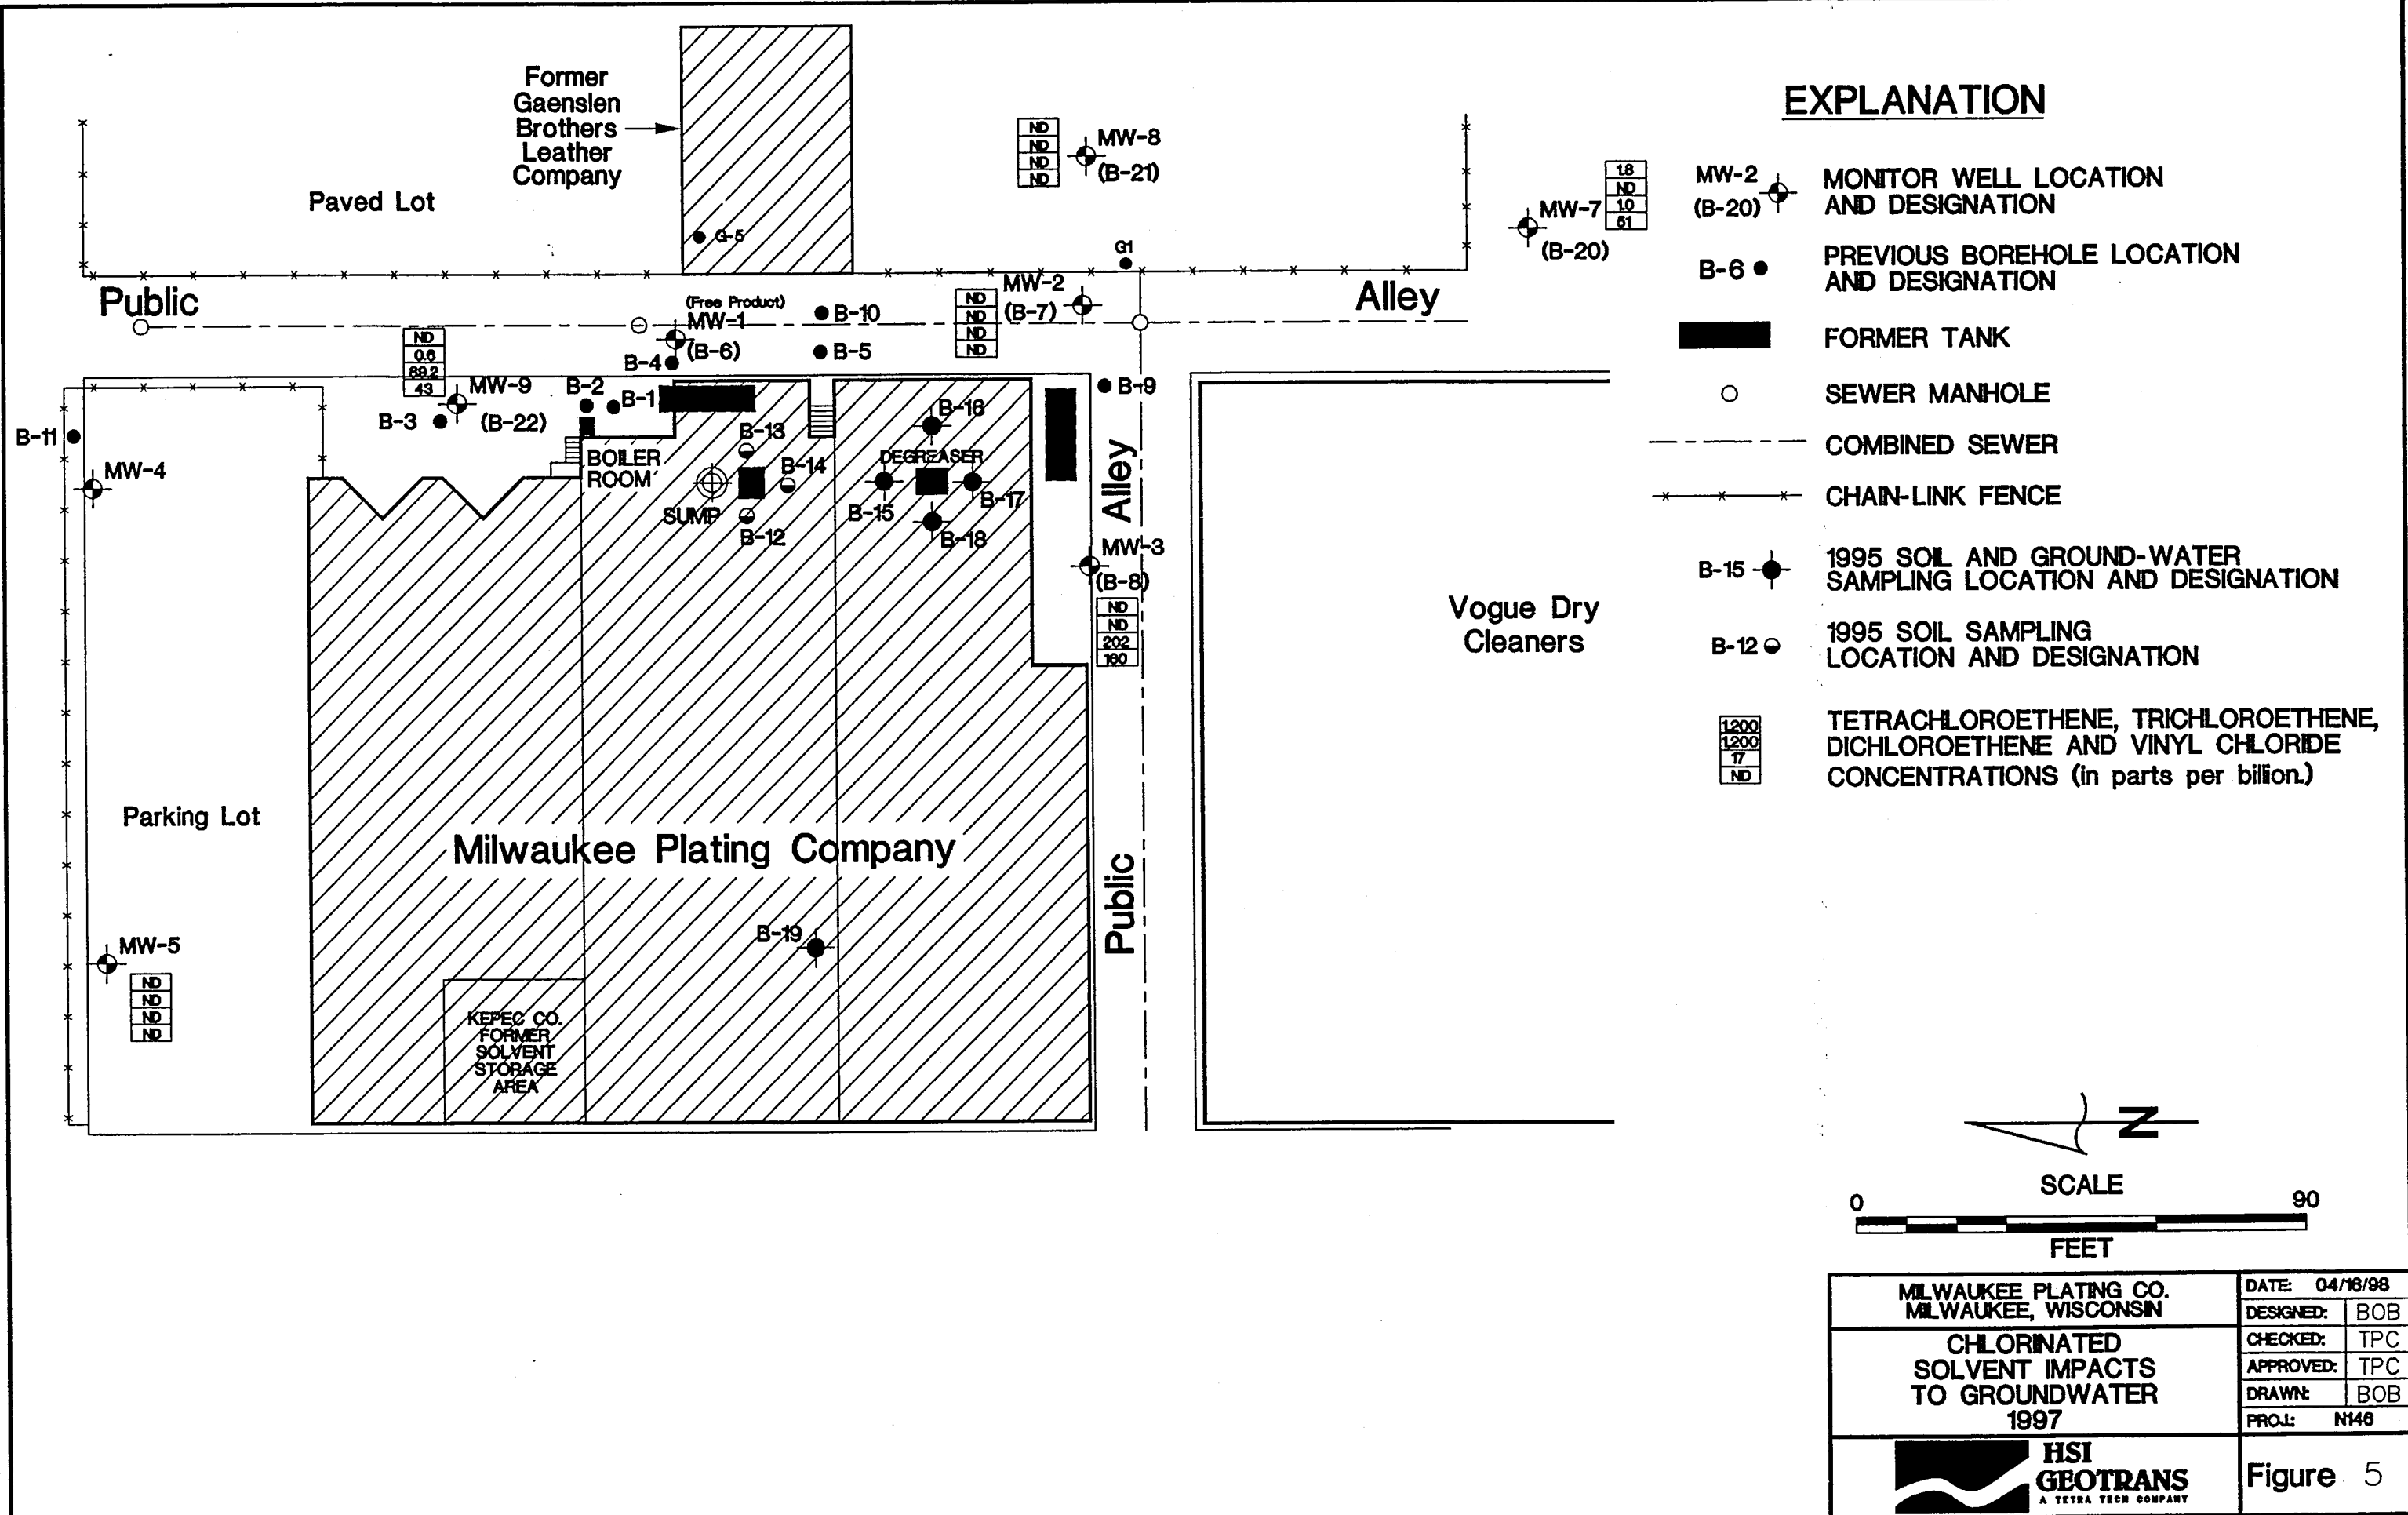 Former
Gaenslen
Brothers
Leather
Company
Paved Lot
G-5
ND
ND
ND
ND
MW-8
(B-21)
G1
MW-7
(B-20)
1.8
ND
1.0
51
Public
Alley
(Free Product)
MW-1
(B-6)
B-10
B-5
B-4
ND
ND
ND
ND
MW-2
(B-7)
ND
0.6
89.2
43
MW-9
(B-22)
B-3
B-2
B-1
B-9
B-11
MW-4
BOILER
ROOM
B-13
B-14
SUMP
B-12
B-16
DEGREASER
B-15
B-17
B-18
Alley
MW-3
(B-8)
ND
ND
202
160
Vogue Dry
Cleaners
Parking Lot
Milwaukee Plating Company
Public
B-19
MW-5
ND
ND
ND
ND
KEPEC CO.
FORMER
SOLVENT
STORAGE
AREA
EXPLANATION
MW-2
(B-20)
MONITOR WELL LOCATION
AND DESIGNATION
B-6
PREVIOUS BOREHOLE LOCATION
AND DESIGNATION
FORMER TANK
SEWER MANHOLE
COMBINED SEWER
CHAIN-LINK FENCE
B-15
1995 SOIL AND GROUND-WATER
SAMPLING LOCATION AND DESIGNATION
B-12
1995 SOIL SAMPLING
LOCATION AND DESIGNATION
1,200
1,200
17
ND
TETRACHLOROETHENE, TRICHLOROETHENE,
DICHLOROETHENE AND VINYL CHLORIDE
CONCENTRATIONS (in parts per billion.)
N
SCALE
0 90
FEET
MILWAUKEE PLATING CO.
MILWAUKEE, WISCONSIN
CHLORINATED
SOLVENT IMPACTS
TO GROUNDWATER
1997
DATE: 04/16/98
DESIGNED: BOB
CHECKED: TPC
APPROVED: TPC
DRAWN: BOB
PROJ.: N146
HSI
GEOTRANS
A TETRA TECH COMPANY
Figure 5